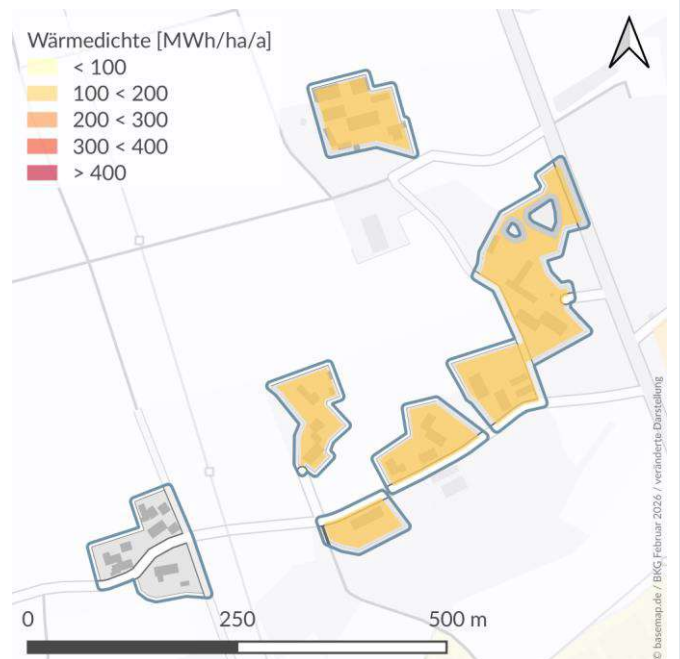 Wärmedichte [MWh/ha/a]
< 100
100 < 200
200 < 300
300 < 400
> 400
© basemap.de / BKG Februar 2026 / veränderte Darstellung
0 250 500 m